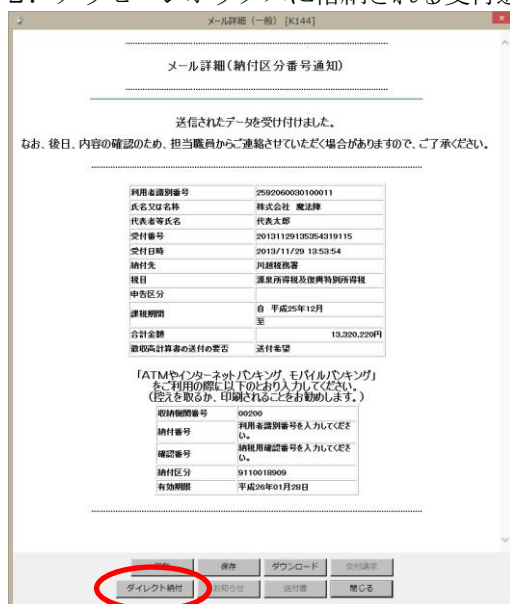 メール詳細（一般） [K144]
メール詳細(納付区分番号通知)
送信されたデータを受け付けました。
なお、後日、内容の確認のため、担当職員からご連絡させていただく場合がありますので、ご了承ください。
利用者識別番号 2592060030100011
氏名又は名称 株式会社 魔法陣
代表者等氏名 代表太郎
受付番号 20131129135354319115
受付日時 2013/11/29 13:53:54
納付先 川越税務署
税目 源泉所得税及復興特別所得税
申告区分
課税期間 自 平成25年12月
至
合計金額 13,320,220円
徴収高計算書の送付の要否 送付希望
「ATMやインターネットバンキング、モバイルバンキング」
をご利用の際に以下のとおり入力してください。
（控えを取るか、印刷されることをお勧めします。）
収納機関番号 00200
納付番号 利用者識別番号を入力してくださ
い。
確認番号 納税用確認番号を入力してくださ
い。
納付区分 9110018909
有効期限 平成26年01月28日
保存 ダウンロード 交付請求
ダイレクト納付 お知らせ 送付書 閉じる